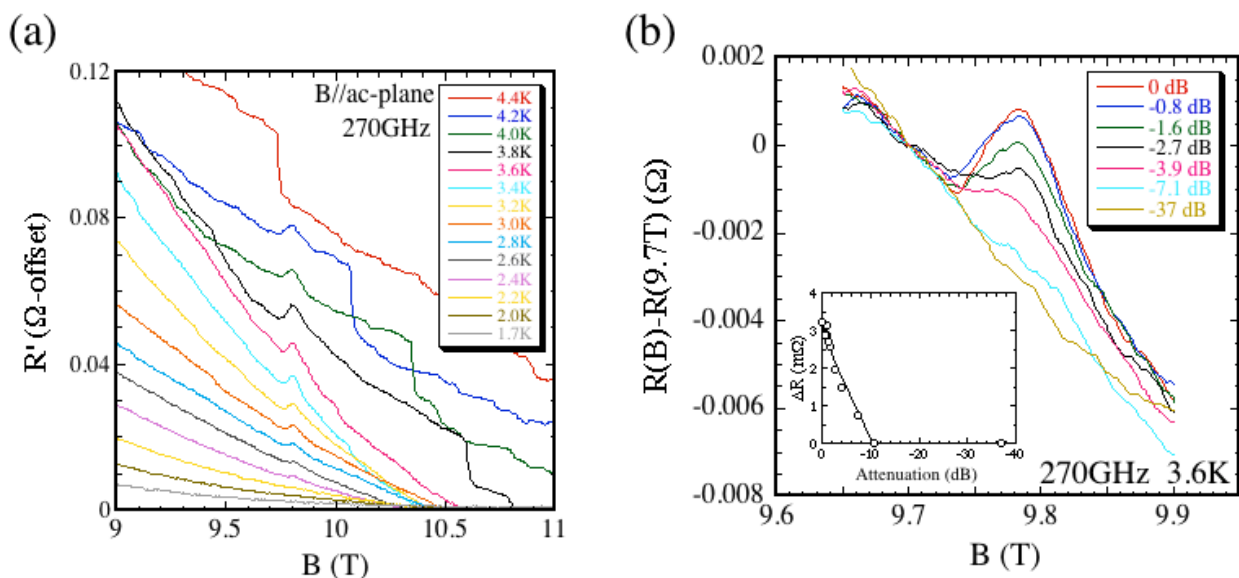 (a)
R' (Ω-offset)
0.12
0.08
0.04
0
B//ac-plane
270GHz
4.4K
4.2K
4.0K
3.8K
3.6K
3.4K
3.2K
3.0K
2.8K
2.6K
2.4K
2.2K
2.0K
1.7K
9
9.5
10
10.5
11
B (T)
(b)
R(B)-R(9.7T) (Ω)
0.002
0
-0.002
-0.004
-0.006
-0.008
0 dB
-0.8 dB
-1.6 dB
-2.7 dB
-3.9 dB
-7.1 dB
-37 dB
ΔR (mΩ)
4
3
2
1
0
0
-10
-20
-30
-40
Attenuation (dB)
270GHz 3.6K
9.6
9.7
9.8
9.9
B (T)